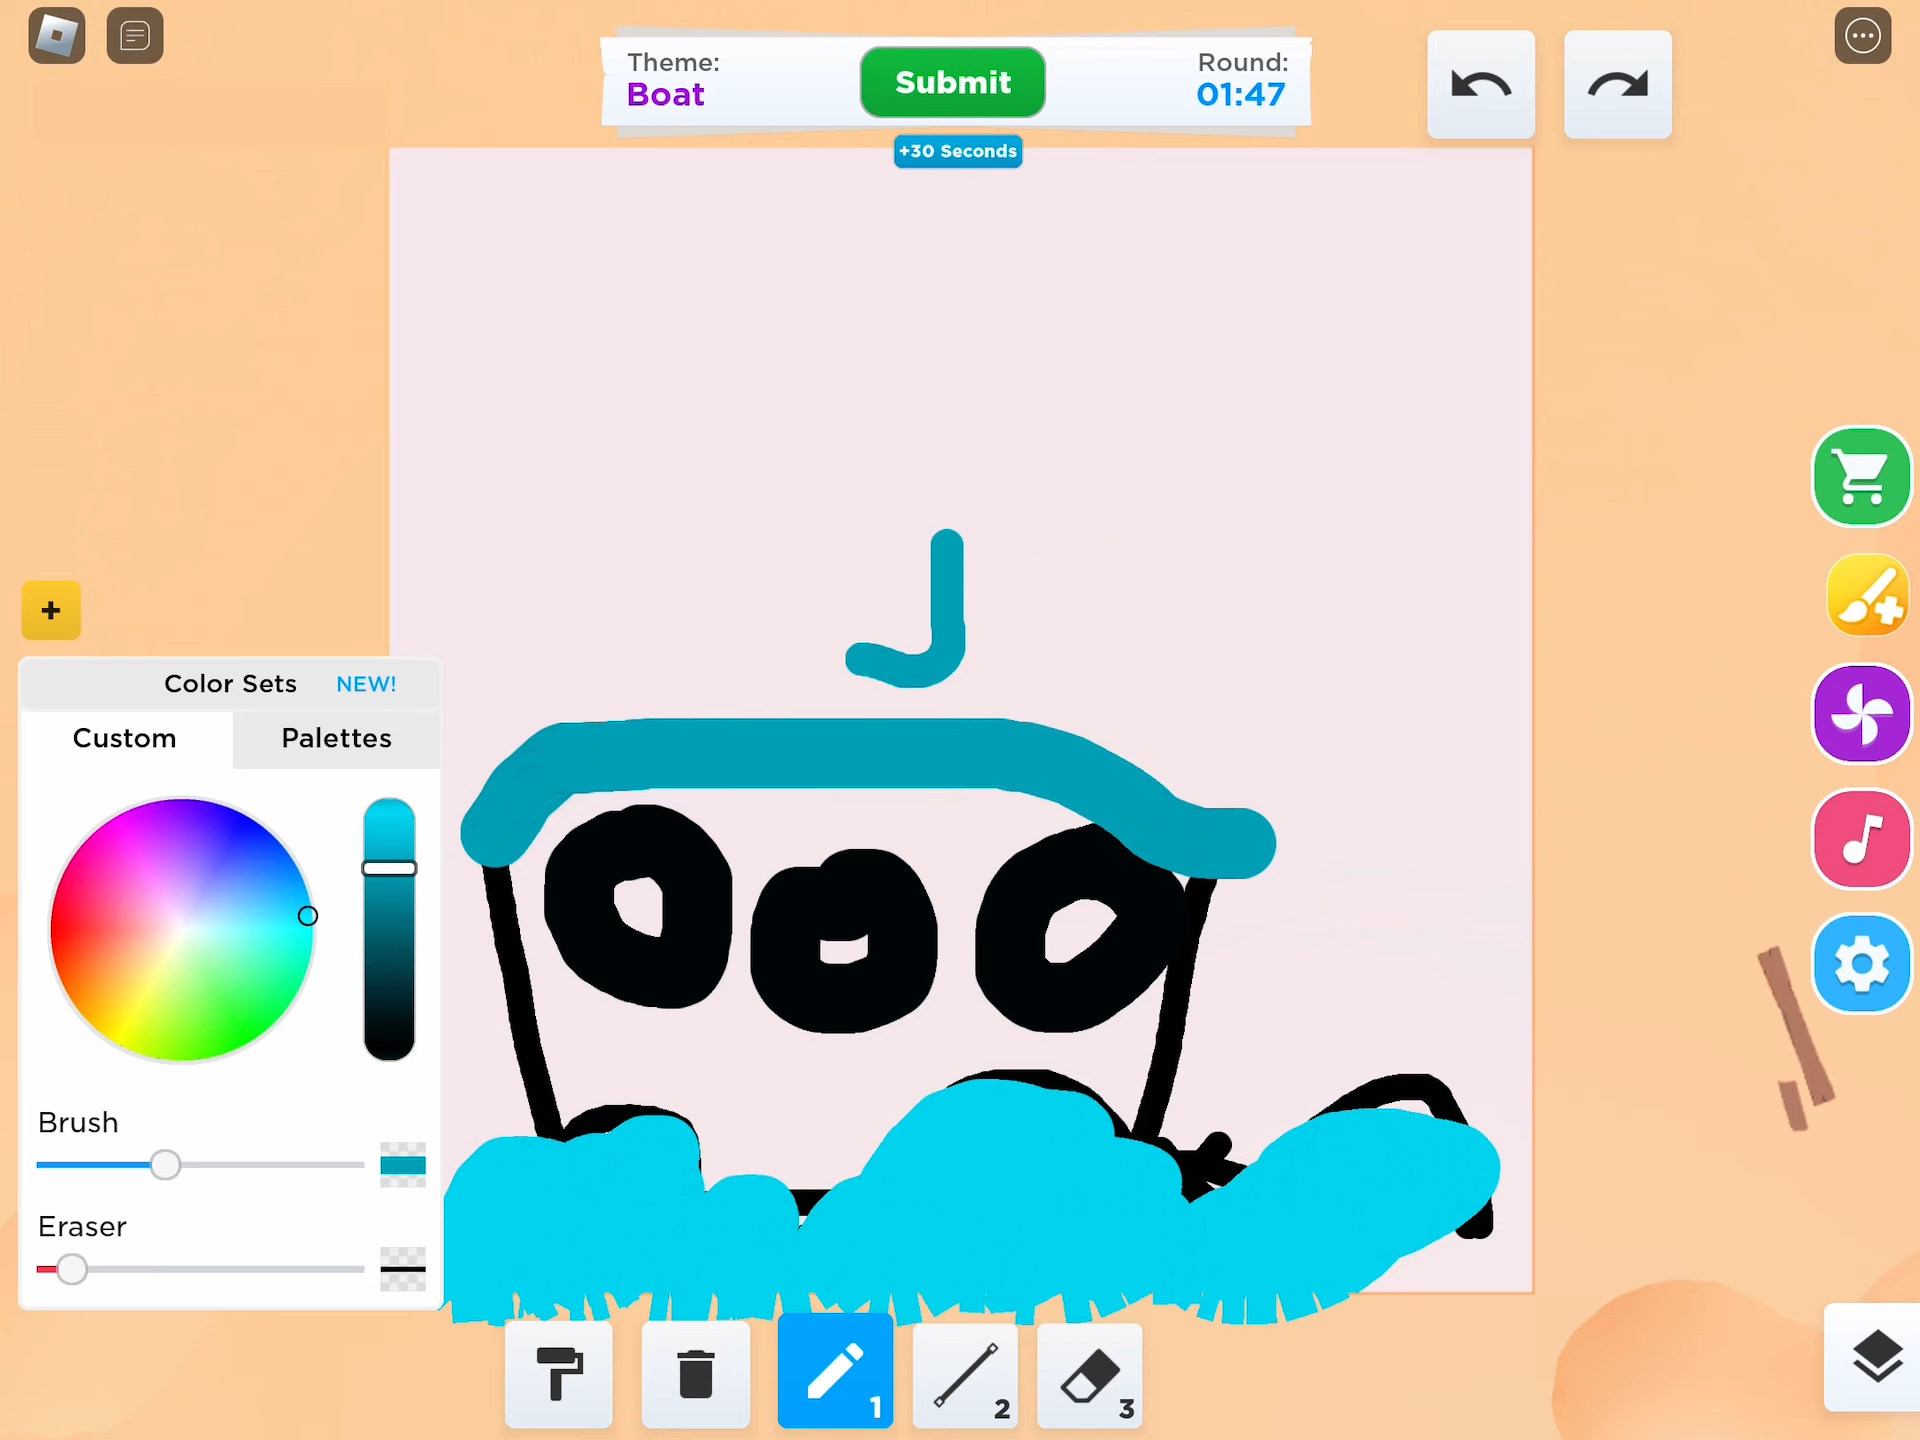 Theme:
Boat
Submit
Round:
01:47
+30 Seconds
+
Color Sets NEW!
Custom Palettes
Brush
Eraser
1
2
3